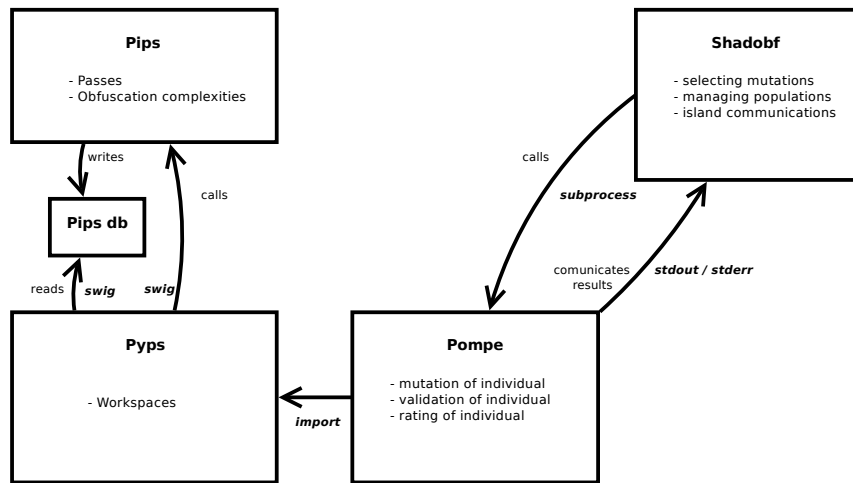 Pips
- Passes
- Obfuscation complexities
Shadobf
- selecting mutations
- managing populations
- island communications
writes
calls
calls
subprocess
Pips db
reads
swig
swig
comunicates
results
stdout / stderr
Pyps
- Workspaces
import
Pompe
- mutation of individual
- validation of individual
- rating of individual